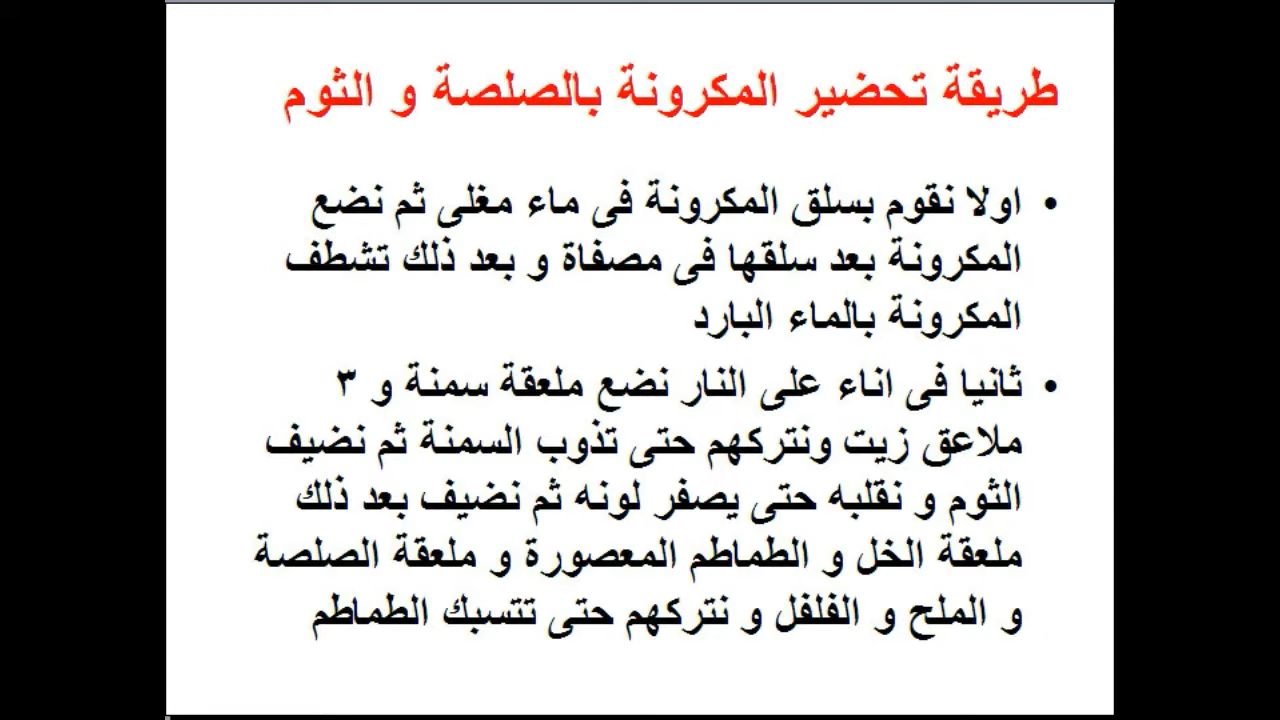 طريقة تحضير المكرونة بالصلصة و الثوم
• اولا نقوم بسلق المكرونة فى ماء مغلى ثم نضع
المكرونة بعد سلقها فى مصفاة و بعد ذلك تشطف
المكرونة بالماء البارد
• ثانيا فى اناء على النار نضع ملعقة سمنة و ٣
ملاعق زيت ونتركهم حتى تذوب السمنة ثم نضيف
الثوم و نقلبه حتى يصفر لونه ثم نضيف بعد ذلك
ملعقة الخل و الطماطم المعصورة و ملعقة الصلصة
و الملح و الفلفل و نتركهم حتى تتسبك الطماطم